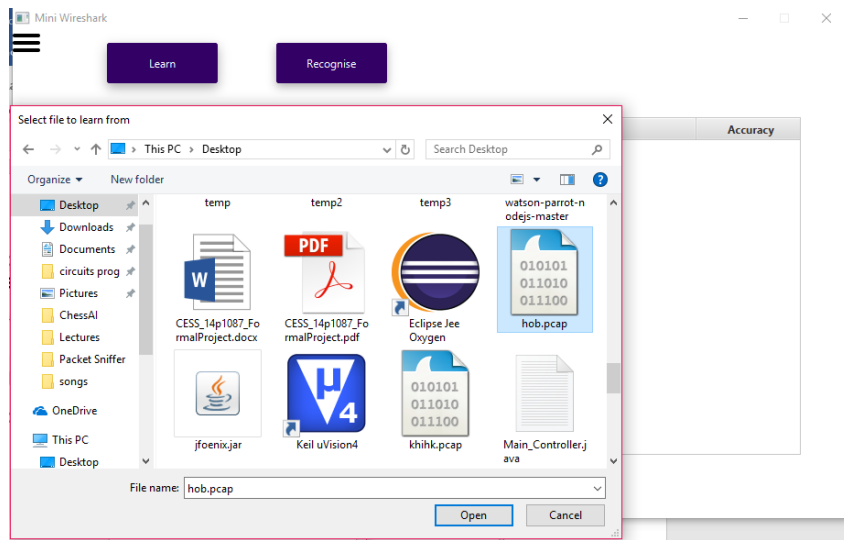 Mini Wireshark
Learn
Recognise
Accuracy
Select file to learn from
This PC > Desktop
Search Desktop
Organize
New folder
?
Desktop
Downloads
Documents
circuits prog
Pictures
ChessAI
Lectures
Packet Sniffer
songs
OneDrive
This PC
Desktop
temp
temp2
temp3
watson-parrot-n
odejs-master
W
PDF
010101
011010
011100
CESS_14p1087_Fo
rmalProject.docx
CESS_14p1087_Fo
rmalProject.pdf
Eclipse Jee
Oxygen
hob.pcap
μ
4
010101
011010
011100
jfoenix.jar
Keil uVision4
khihk.pcap
Main_Controller.j
ava
File name:
hob.pcap
Open
Cancel